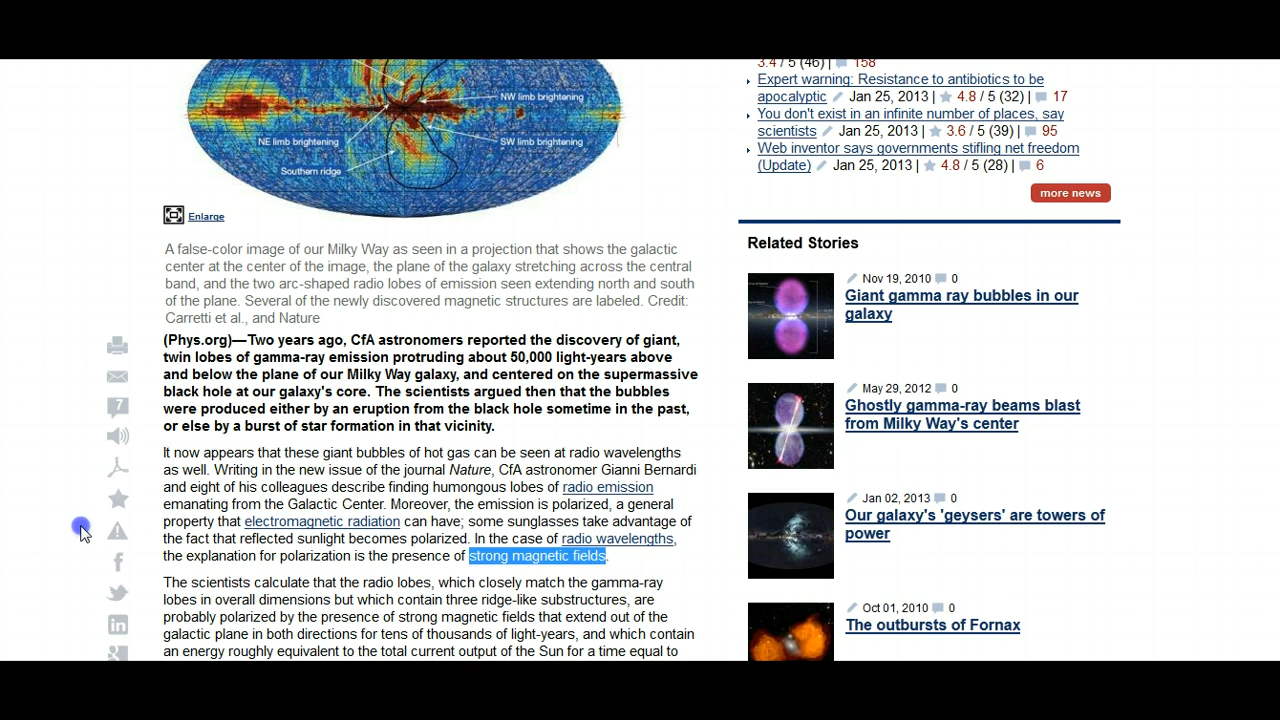 NW limb brightening
NE limb brightening
SW limb brightening
Southern ridge
Enlarge
A false-color image of our Milky Way as seen in a projection that shows the galactic
center at the center of the image, the plane of the galaxy stretching across the central
band, and the two arc-shaped radio lobes of emission seen extending north and south
of the plane. Several of the newly discovered magnetic structures are labeled. Credit:
Carretti et al., and Nature
(Phys.org)—Two years ago, CfA astronomers reported the discovery of giant,
twin lobes of gamma-ray emission protruding about 50,000 light-years above
and below the plane of our Milky Way galaxy, and centered on the supermassive
black hole at our galaxy's core. The scientists argued then that the bubbles
were produced either by an eruption from the black hole sometime in the past,
or else by a burst of star formation in that vicinity.
7
It now appears that these giant bubbles of hot gas can be seen at radio wavelengths
as well. Writing in the new issue of the journal Nature, CfA astronomer Gianni Bernardi
and eight of his colleagues describe finding humongous lobes of radio emission
emanating from the Galactic Center. Moreover, the emission is polarized, a general
property that electromagnetic radiation can have; some sunglasses take advantage of
the fact that reflected sunlight becomes polarized. In the case of radio wavelengths,
the explanation for polarization is the presence of strong magnetic fields.
The scientists calculate that the radio lobes, which closely match the gamma-ray
lobes in overall dimensions but which contain three ridge-like substructures, are
probably polarized by the presence of strong magnetic fields that extend out of the
galactic plane in both directions for tens of thousands of light-years, and which contain
an energy roughly equivalent to the total current output of the Sun for a time equal to
3.4 / 5 (46) | 158
Expert warning: Resistance to antibiotics to be
apocalyptic Jan 25, 2013 | 4.8 / 5 (32) | 17
You don't exist in an infinite number of places, say
scientists Jan 25, 2013 | 3.6 / 5 (39) | 95
Web inventor says governments stifling net freedom
(Update) Jan 25, 2013 | 4.8 / 5 (28) | 6
more news
Related Stories
Nov 19, 2010 0
Giant gamma ray bubbles in our
galaxy
May 29, 2012 0
Ghostly gamma-ray beams blast
from Milky Way's center
Jan 02, 2013 0
Our galaxy's 'geysers' are towers of
power
Oct 01, 2010 0
The outbursts of Fornax